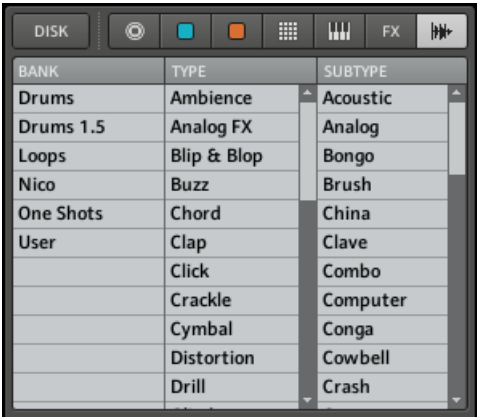 DISK FX
BANK TYPE SUBTYPE
Drums Ambience Acoustic
Drums 1.5 Analog FX Analog
Loops Blip & Blop Bongo
Nico Buzz Brush
One Shots Chord China
User Clap Clave
Click Combo
Crackle Computer
Cymbal Conga
Distortion Cowbell
Drill Crash